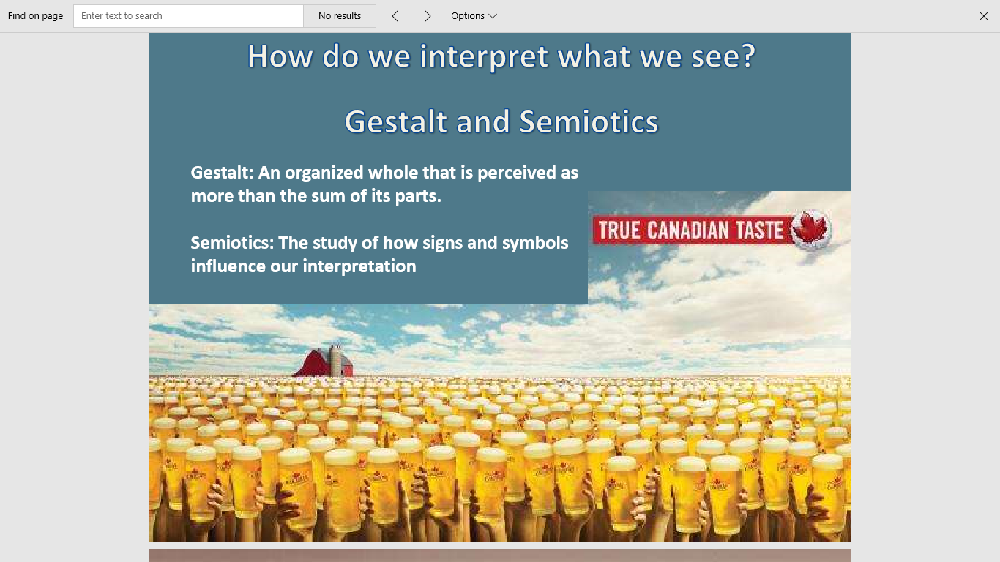 Find on page
Enter text to search
No results
Options
How do we interpret what we see?
Gestalt and Semiotics
Gestalt: An organized whole that is perceived as
more than the sum of its parts.
Semiotics: The study of how signs and symbols
influence our interpretation
TRUE CANADIAN TASTE
CANADIAN